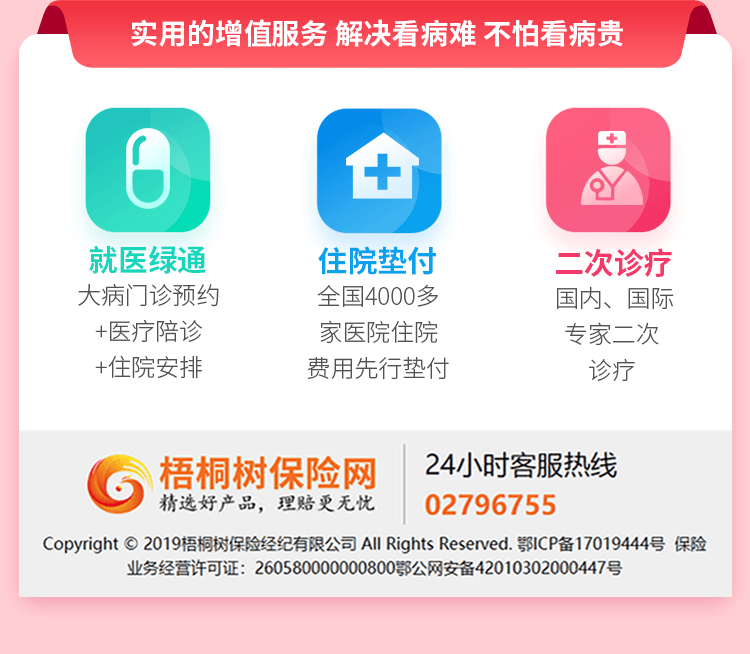 实用的增值服务 解决看病难 不怕看病贵
就医绿通
大病门诊预约
+医疗陪诊
+住院安排
住院垫付
全国4000多
家医院住院
费用先行垫付
二次诊疗
国内、国际
专家二次
诊疗
梧桐树保险网
精选好产品，理赔更无忧
24小时客服热线
02796755
Copyright © 2019梧桐树保险经纪有限公司 All Rights Reserved. 鄂ICP备17019444号 保险
业务经营许可证：260580000000800鄂公网安备42010302000447号